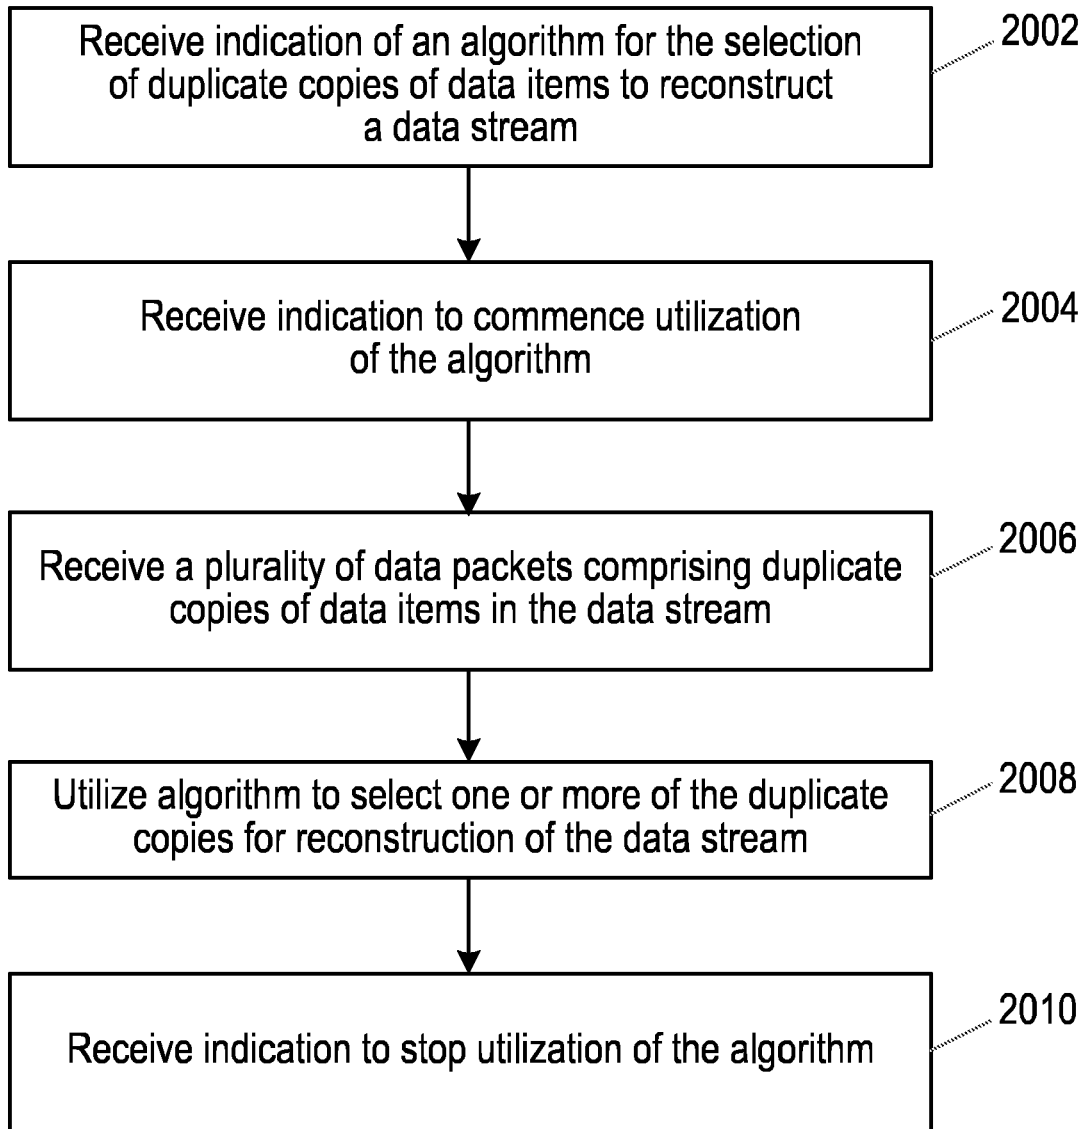 Receive indication of an algorithm for the selection
of duplicate copies of data items to reconstruct
a data stream
2002
Receive indication to commence utilization
of the algorithm
2004
Receive a plurality of data packets comprising duplicate
copies of data items in the data stream
2006
Utilize algorithm to select one or more of the duplicate
copies for reconstruction of the data stream
2008
Receive indication to stop utilization of the algorithm
2010